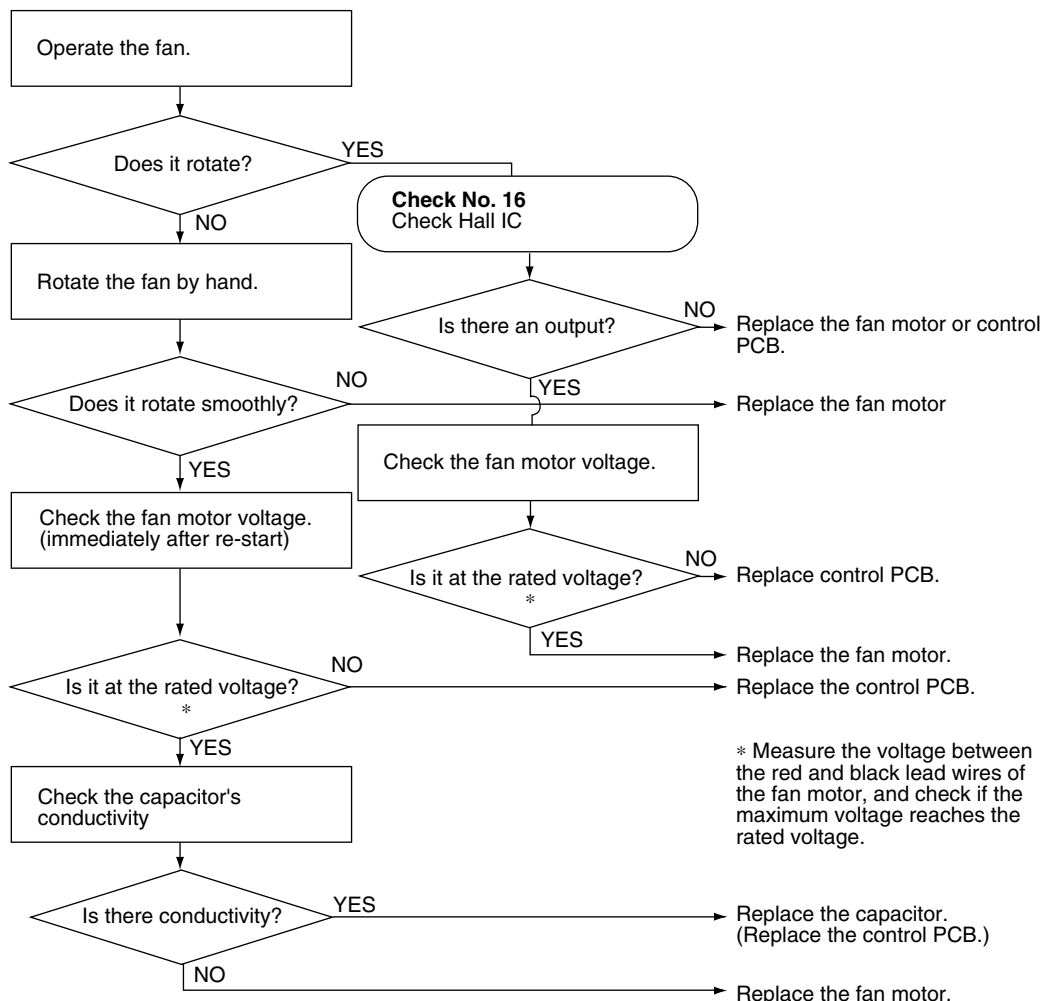 Operate the fan.
Does it rotate?
YES
NO
Check No. 16
Check Hall IC
Rotate the fan by hand.
Is there an output?
NO
Replace the fan motor or control
PCB.
YES
Does it rotate smoothly?
NO
Replace the fan motor
YES
Check the fan motor voltage.
Check the fan motor voltage.
(immediately after re-start)
Is it at the rated voltage?
*
NO
Replace control PCB.
YES
Replace the fan motor.
Is it at the rated voltage?
*
NO
Replace the control PCB.
YES
* Measure the voltage between
the red and black lead wires of
the fan motor, and check if the
maximum voltage reaches the
rated voltage.
Check the capacitor's
conductivity
Is there conductivity?
YES
Replace the capacitor.
(Replace the control PCB.)
NO
Replace the fan motor.